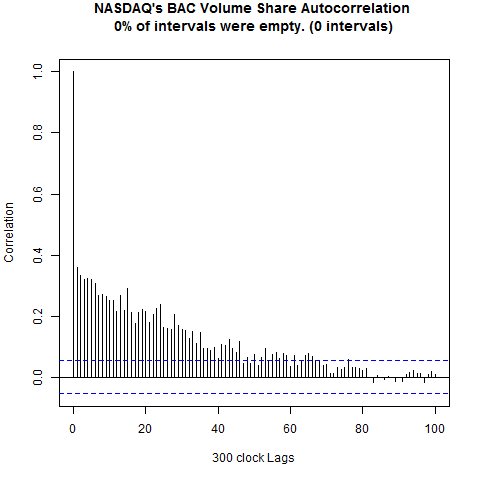 NASDAQ's BAC Volume Share Autocorrelation
0% of intervals were empty. (0 intervals)
1.0
0.8
0.6
0.4
0.2
0.0
Correlation
0 20 40 60 80 100
300 clock Lags